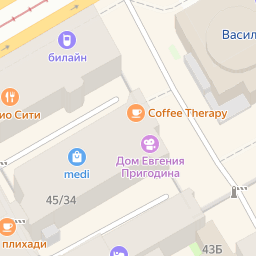 билайн
Васил
ио Сити
Coffee Therapy
medi
Дом Евгения
Пригодина
45/34
плихади
43Б